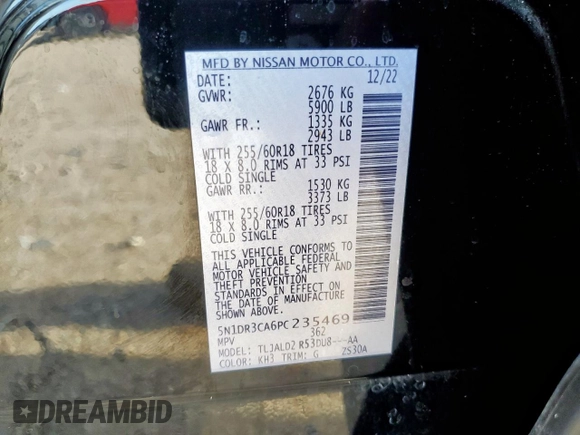 MFD BY NISSAN MOTOR CO., LTD.
DATE: 12/22
GVWR: 2676 KG
5900 LB
GAWR FR.: 1335 KG
2943 LB
WITH 255/60R18 TIRES
18 X 8.0 RIMS AT 33 PSI
COLD SINGLE
GAWR RR.: 1530 KG
3373 LB
WITH 255/60R18 TIRES
18 X 8.0 RIMS AT 33 PSI
COLD SINGLE
THIS VEHICLE CONFORMS TO
ALL APPLICABLE FEDERAL
MOTOR VEHICLE SAFETY AND
THEFT PREVENTION
STANDARDS IN EFFECT ON
THE DATE OF MANUFACTURE
SHOWN ABOVE.
5N1DR3CA6PC235469
MPV 362
MODEL: TLJALD2 R53DU8---AA
COLOR: KH3 TRIM: G ZS30A
DREAMBID